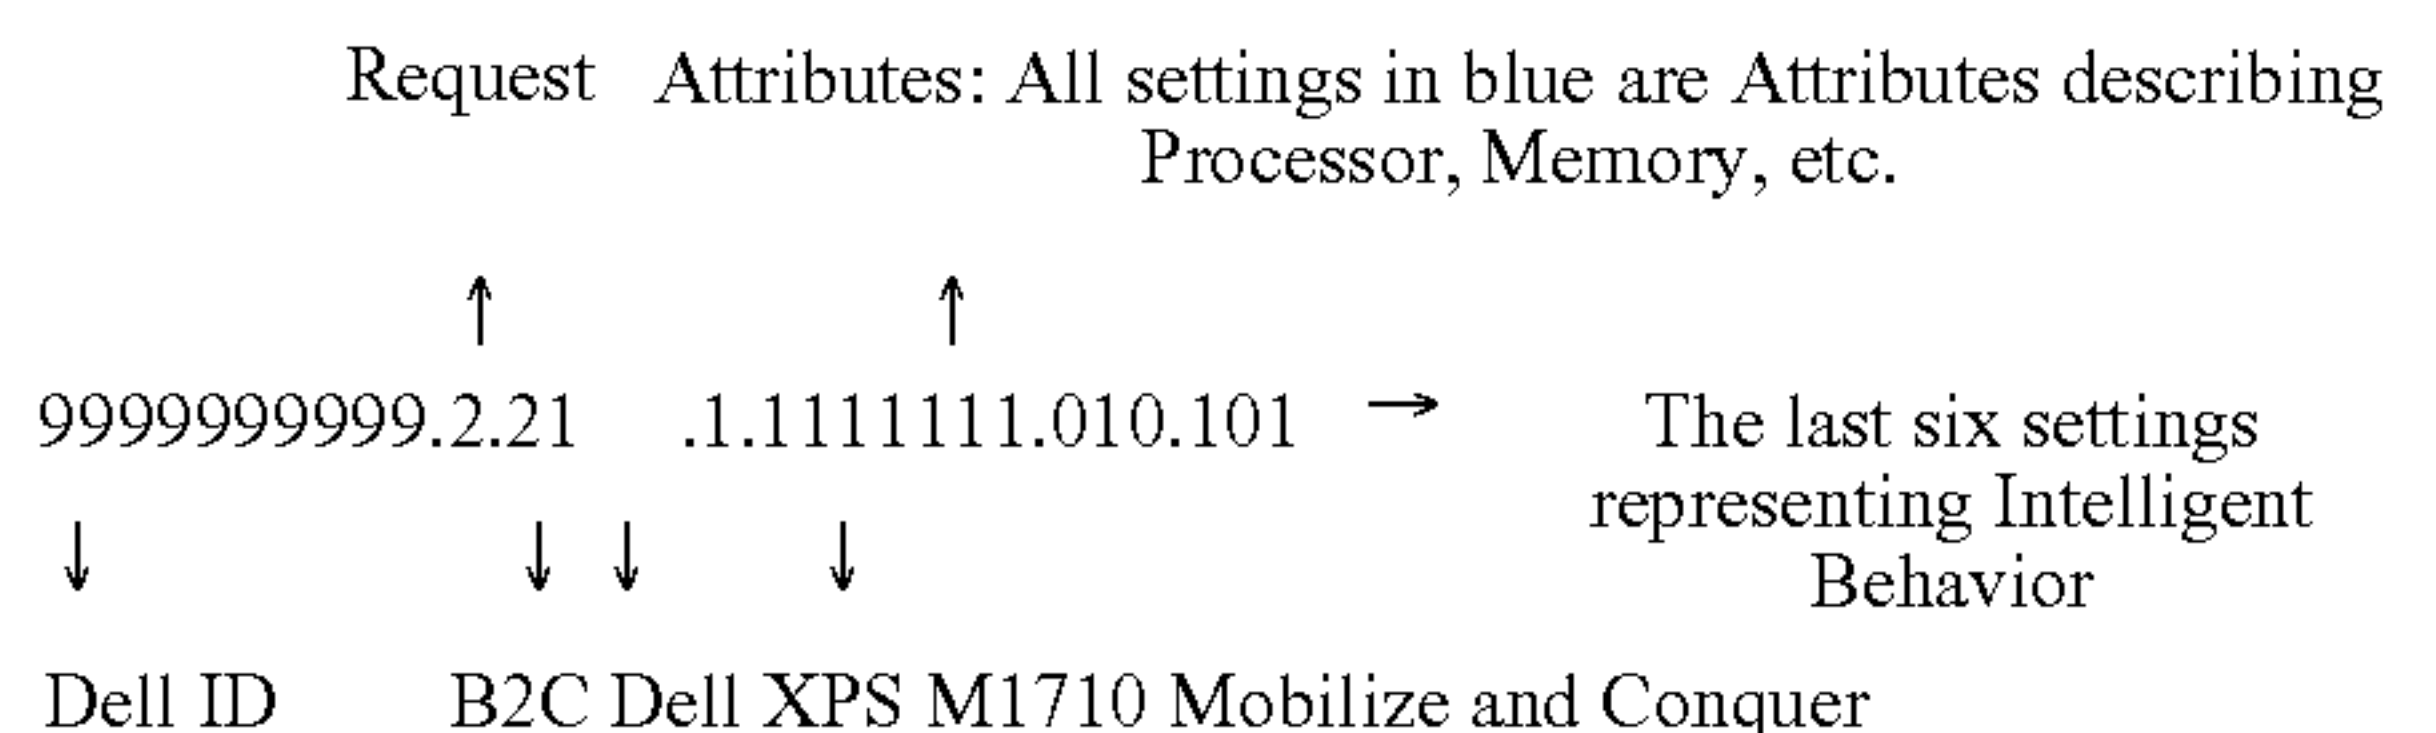 Request Attributes: All settings in blue are Attributes describing
Processor, Memory, etc.
↑ ↑
9999999999.2.21 .1.11111111.010.101 → The last six settings
representing Intelligent
↓ ↓ ↓ ↓
Behavior
Dell ID B2C Dell XPS M1710 Mobilize and Conquer